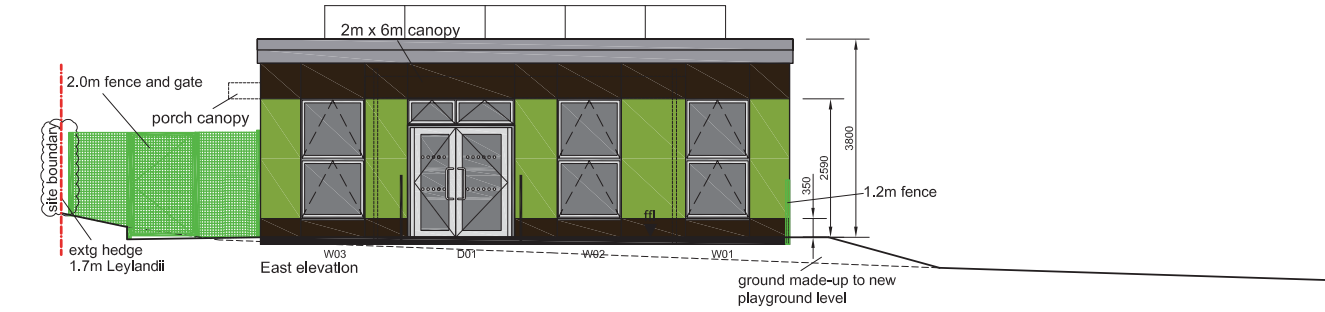 2m x 6m canopy
2.0m fence and gate
porch canopy
site boundary
3800
2590
350
1.2m fence
ffl
extg hedge
1.7m Leylandii
W03
D01
W02
W01
East elevation
ground made-up to new
playground level